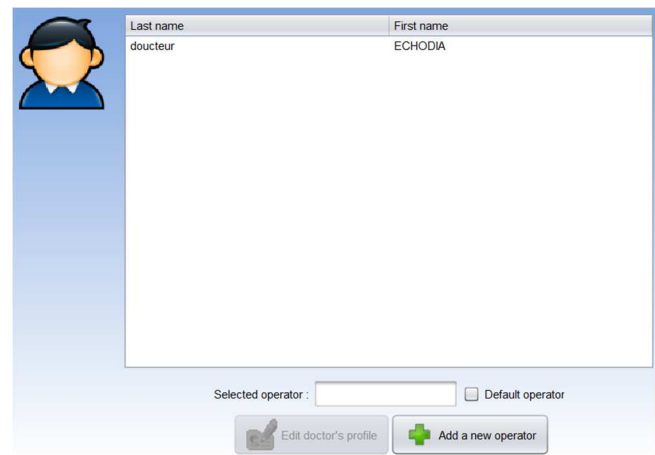 Last name First name
doucteur ECHODIA
Selected operator : Default operator
Edit doctor's profile Add a new operator